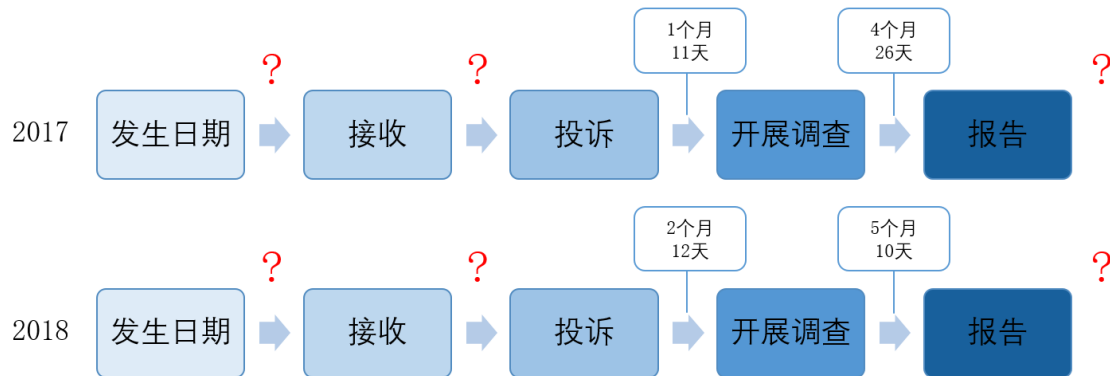 1个月
11天
4个月
26天
?
?
?
2017
发生日期
接收
投诉
开展调查
报告
2个月
12天
5个月
10天
?
?
?
2018
发生日期
接收
投诉
开展调查
报告